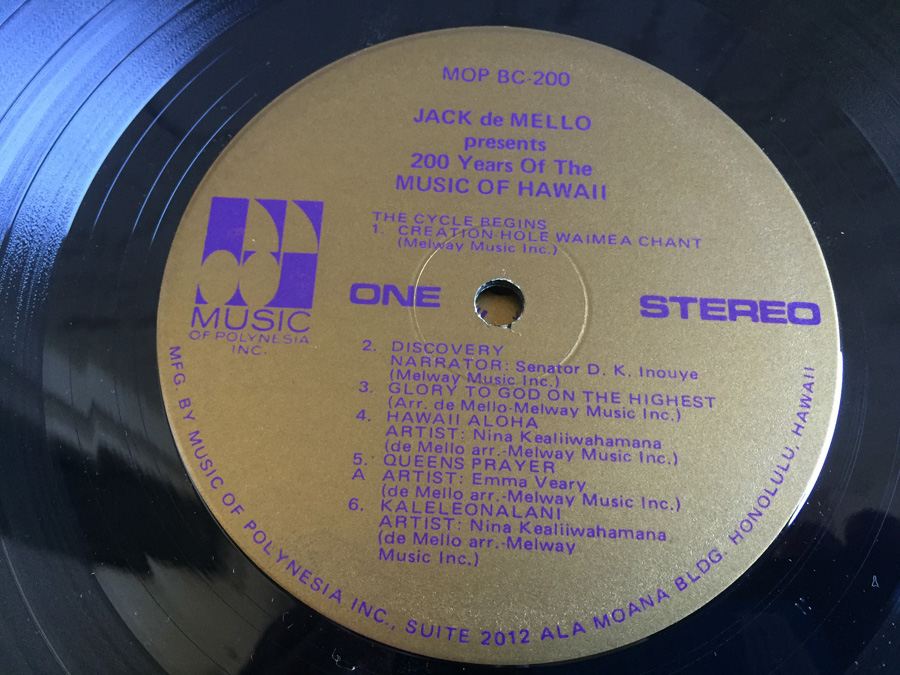 MOP BC-200
JACK de MELLO
presents
200 Years Of The
MUSIC OF HAWAII
THE CYCLE BEGINS
1. CREATION-HOLE WAIMEA CHANT
(Melway Music Inc.)
MUSIC
OF POLYNESIA
INC.
ONE
STEREO
2. DISCOVERY
NARRATOR: Senator D. K. Inouye
(Melway Music Inc.)
3. GLORY TO GOD ON THE HIGHEST
(Arr. de Mello-Melway Music Inc.)
4. HAWAII ALOHA
ARTIST: Nina Kealiiwahamana
(de Mello arr.-Melway Music Inc.)
5. QUEENS PRAYER
A ARTIST: Emma Veary
(de Mello arr.-Melway Music Inc.)
6. KALELEONALANI
ARTIST: Nina Kealiiwahamana
(de Mello arr.-Melway
Music Inc.)
MFG. BY MUSIC OF POLYNESIA INC., SUITE 2012 ALA MOANA BLDG. HONOLULU, HAWAII